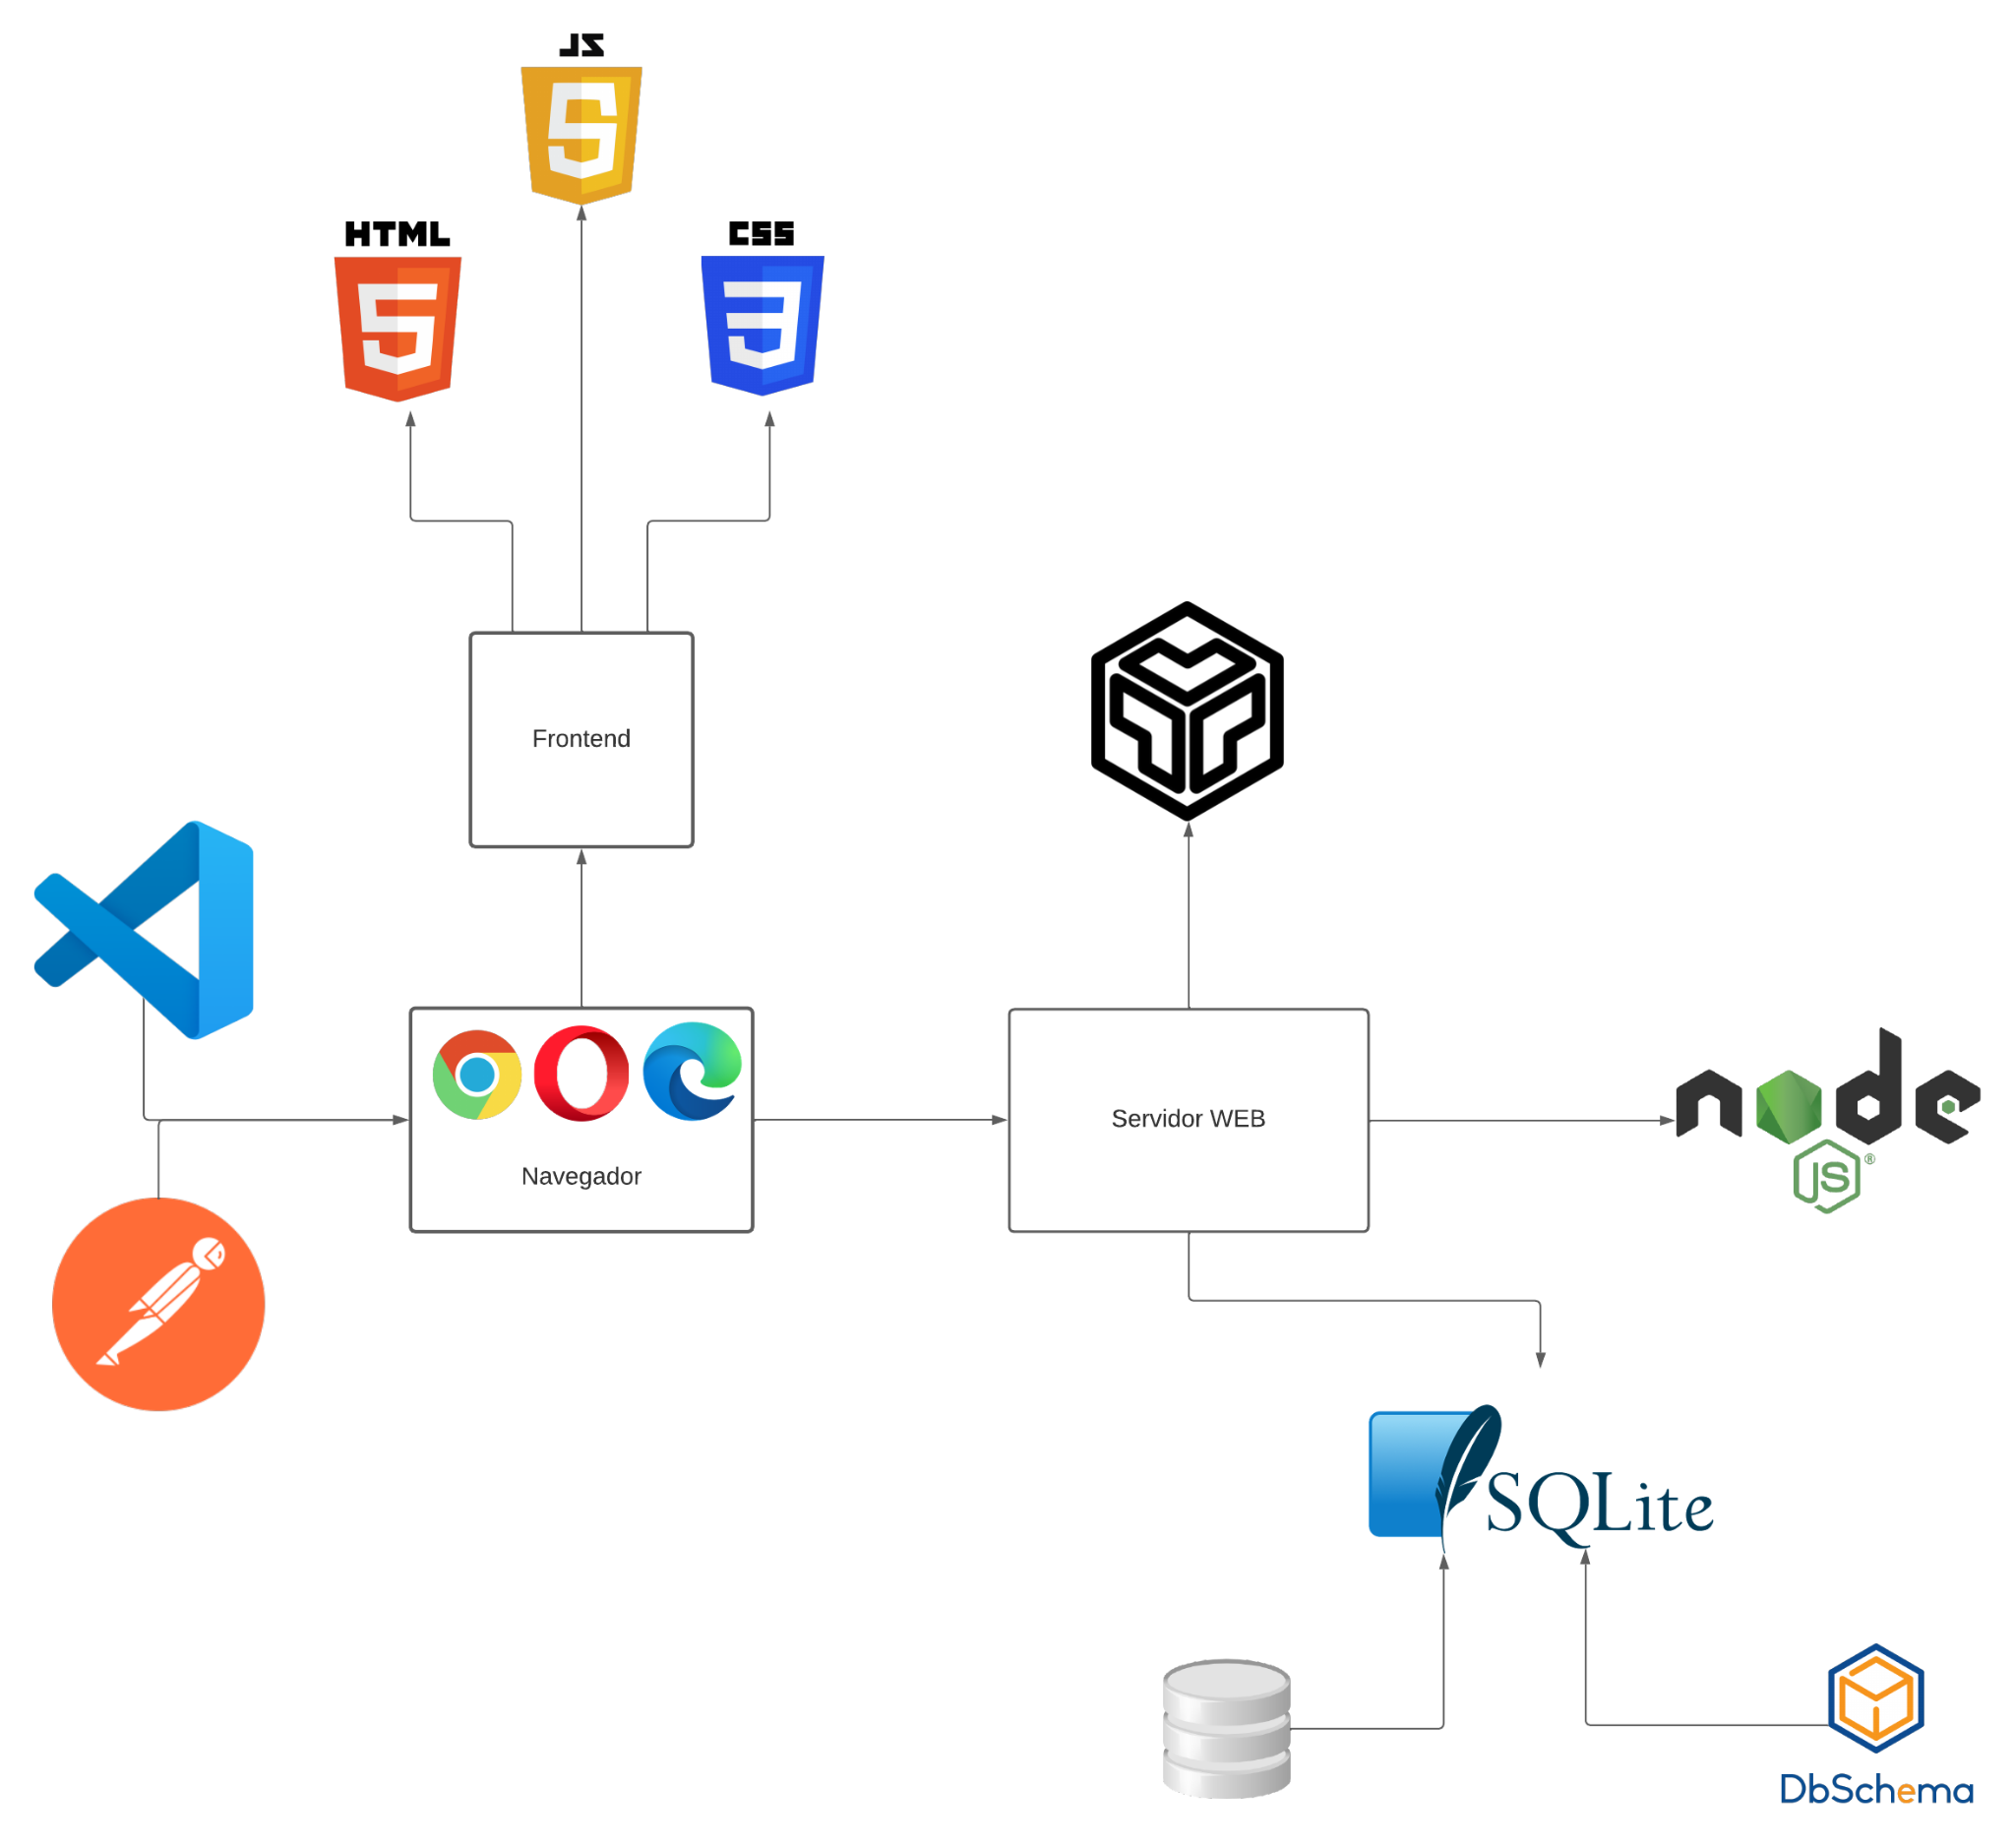 JS
HTML
CSS
Frontend
Navegador
Servidor WEB
node
JS®
SQLite
DbSchema